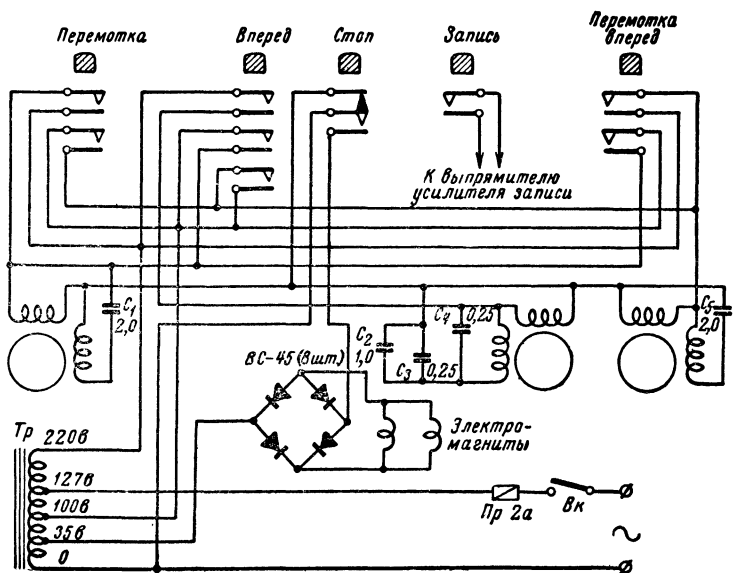 Перемотка
Вперед
Стоп
Запись
Перемотка
вперед
К выпрямителю
усилителя записи
C1
2,0
C2
1,0
C3
0,25
C4
0,25
C5
2,0
ВС-45 (8шт)
Электро-
магниты
Тр
220в
127в
100в
35в
0
Пр 2а
Вк
~